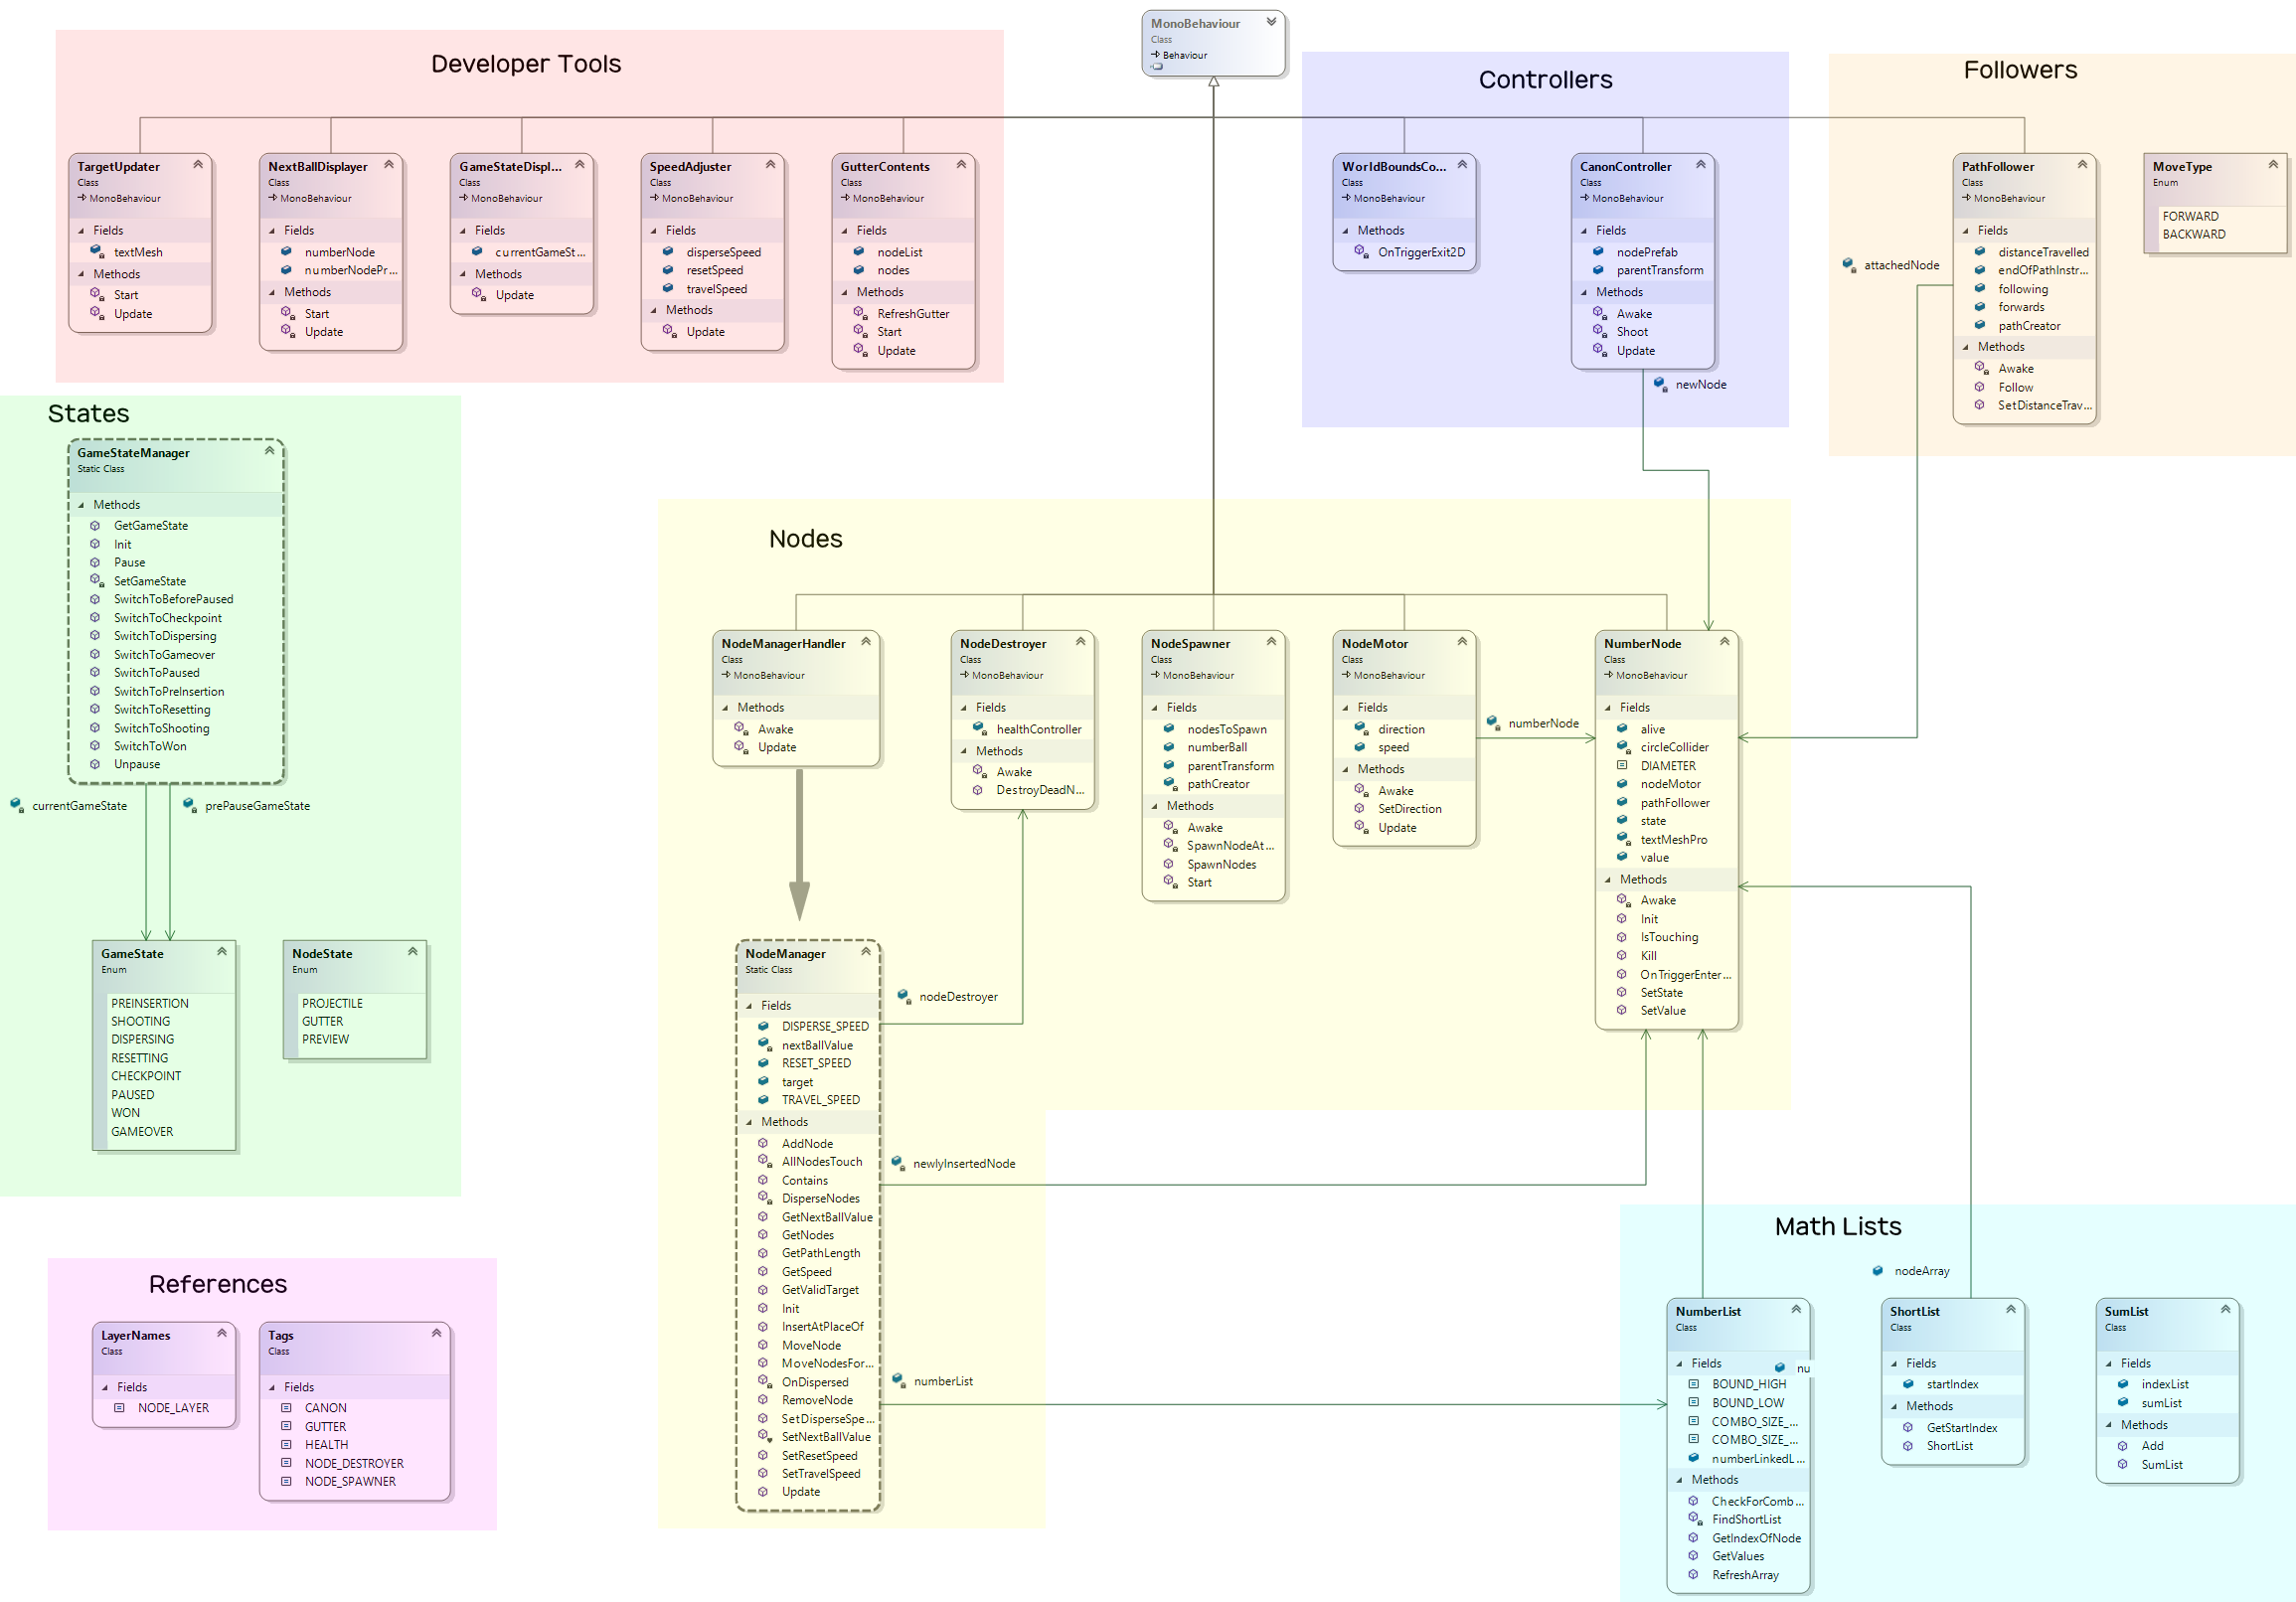 MonoBehaviour
Class
Behaviour
Developer Tools
TargetUpdater
Class
MonoBehaviour
Fields
textMesh
Methods
Start
Update
NextBallDisplayer
Class
MonoBehaviour
Fields
numberNode
numberNodePr...
Methods
Start
Update
GameStateDispl...
Class
MonoBehaviour
Fields
currentGameSt...
Methods
Update
SpeedAdjuster
Class
MonoBehaviour
Fields
disperseSpeed
resetSpeed
travelSpeed
Methods
Update
GutterContents
Class
MonoBehaviour
Fields
nodeList
nodes
Methods
RefreshGutter
Start
Update
Controllers
WorldBoundsCo...
Class
MonoBehaviour
Methods
OnTriggerExit2D
CanonController
Class
MonoBehaviour
Fields
nodePrefab
parentTransform
Methods
Awake
Shoot
Update
newNode
Followers
PathFollower
Class
MonoBehaviour
Fields
distanceTravelled
endOfPathInstr...
following
forwards
pathCreator
Methods
Awake
Follow
SetDistanceTrav...
attachedNode
MoveType
Enum
FORWARD
BACKWARD
States
GameStateManager
Static Class
Methods
GetGameState
Init
Pause
SetGameState
SwitchToBeforePaused
SwitchToCheckpoint
SwitchToDispersing
SwitchToGameover
SwitchToPaused
SwitchToPreInsertion
SwitchToResetting
SwitchToShooting
SwitchToWon
Unpause
currentGameState
prePauseGameState
GameState
Enum
PREINSERTION
SHOOTING
DISPERSING
RESETTING
CHECKPOINT
PAUSED
WON
GAMEOVER
NodeState
Enum
PROJECTILE
GUTTER
PREVIEW
Nodes
NodeManagerHandler
Class
MonoBehaviour
Methods
Awake
Update
NodeDestroyer
Class
MonoBehaviour
Fields
healthController
Methods
Awake
DestroyDeadN...
NodeSpawner
Class
MonoBehaviour
Fields
nodesToSpawn
numberBall
parentTransform
pathCreator
Methods
Awake
SpawnNodeAt...
SpawnNodes
Start
NodeMotor
Class
MonoBehaviour
Fields
direction
speed
Methods
Awake
SetDirection
Update
numberNode
NumberNode
Class
MonoBehaviour
Fields
alive
circleCollider
DIAMETER
nodeMotor
pathFollower
state
textMeshPro
value
Methods
Awake
Init
IsTouching
Kill
OnTriggerEnter...
SetState
SetValue
NodeManager
Static Class
Fields
DISPERSE_SPEED
nextBallValue
RESET_SPEED
target
TRAVEL_SPEED
Methods
AddNode
AllNodesTouch
Contains
DisperseNodes
GetNextBallValue
GetNodes
GetPathLength
GetSpeed
GetValidTarget
Init
InsertAtPlaceOf
MoveNode
MoveNodesFor...
OnDispersed
RemoveNode
SetDisperseSpe...
SetNextBallValue
SetResetSpeed
SetTravelSpeed
Update
nodeDestroyer
newlyInsertedNode
numberList
References
LayerNames
Class
Fields
NODE_LAYER
Tags
Class
Fields
CANON
GUTTER
HEALTH
NODE_DESTROYER
NODE_SPAWNER
Math Lists
nodeArray
NumberList
Class
Fields
nu
BOUND_HIGH
BOUND_LOW
COMBO_SIZE_...
COMBO_SIZE_...
numberLinkedL...
Methods
CheckForComb...
FindShortList
GetIndexOfNode
GetValues
RefreshArray
ShortList
Class
Fields
startIndex
Methods
GetStartIndex
ShortList
SumList
Class
Fields
indexList
sumList
Methods
Add
SumList